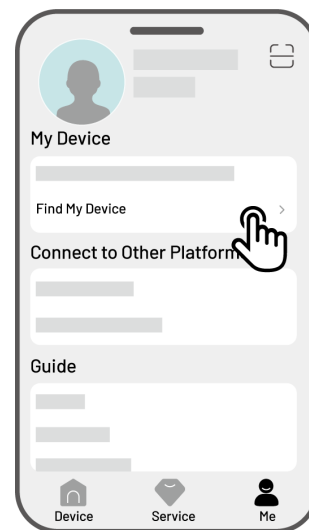 My Device
Find My Device
Connect to Other Platform
Guide
Device
Service
Me